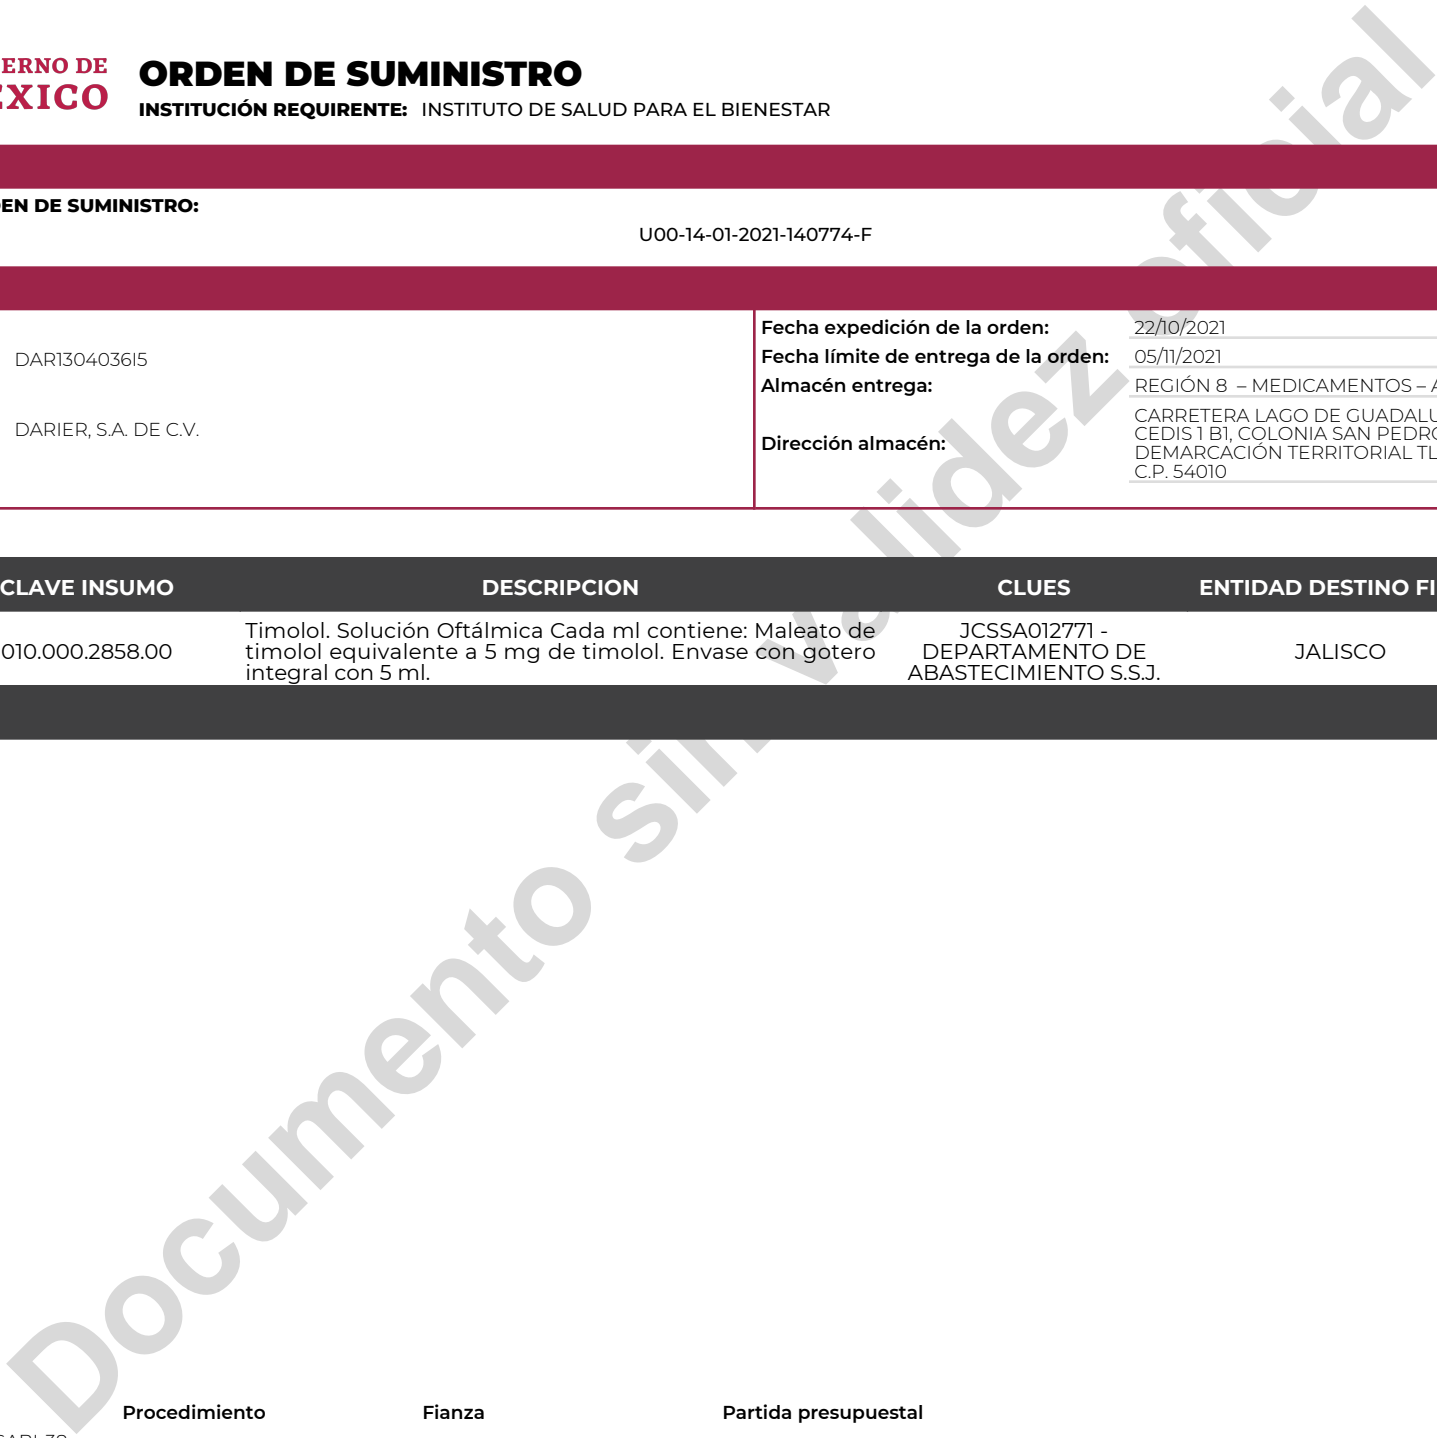 ERNO DE
EXICO
ORDEN DE SUMINISTRO
INSTITUCIÓN REQUIRENTE: INSTITUTO DE SALUD PARA EL BIENESTAR
EN DE SUMINISTRO:
U00-14-01-2021-140774-F
DAR1304036I5
DARIER, S.A. DE C.V.
Fecha expedición de la orden: 22/10/2021
Fecha límite de entrega de la orden: 05/11/2021
Almacén entrega: REGIÓN 8 – MEDICAMENTOS – A
Dirección almacén:
CARRETERA LAGO DE GUADALU
CEDIS 1 B1, COLONIA SAN PEDRO
DEMARCACIÓN TERRITORIAL TL
C.P. 54010
CLAVE INSUMO DESCRIPCION CLUES ENTIDAD DESTINO FI
010.000.2858.00
Timolol. Solución Oftálmica Cada ml contiene: Maleato de
timolol equivalente a 5 mg de timolol. Envase con gotero
integral con 5 ml.
JCSSA012771 -
DEPARTAMENTO DE
ABASTECIMIENTO S.S.J.
JALISCO
Documento sin validez oficial
Procedimiento Fianza Partida presupuestal